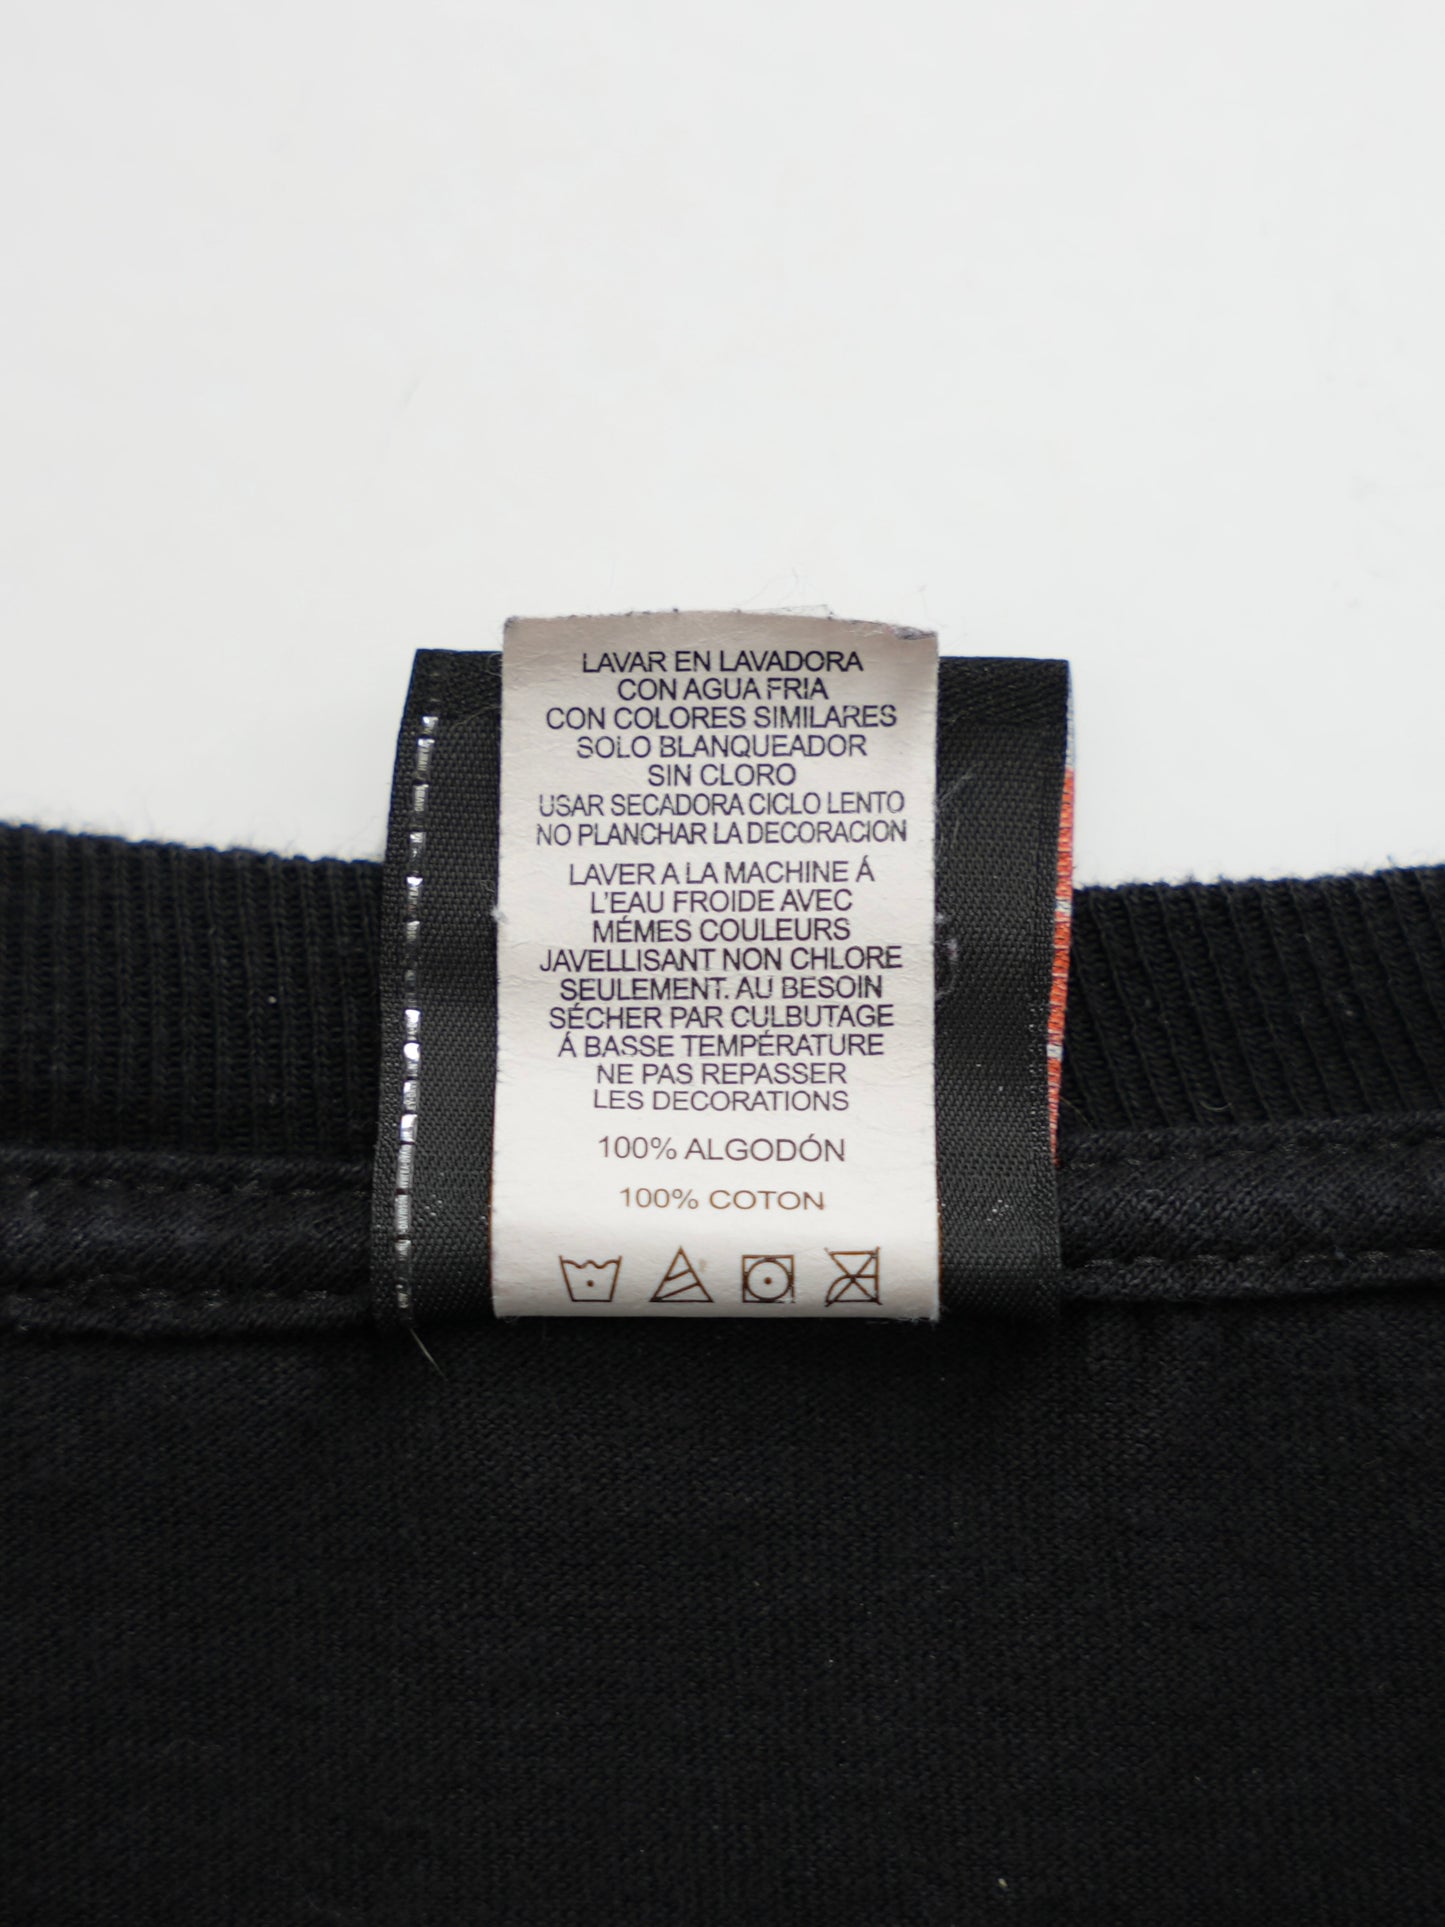 LAVAR EN LAVADORA
CON AGUA FRIA
CON COLORES SIMILARES
SOLO BLANQUEADOR
SIN CLORO
USAR SECADORA CICLO LENTO
NO PLANCHAR LA DECORACION
LAVER A LA MACHINE Á
L'EAU FROIDE AVEC
MÉMES COULEURS
JAVELLISANT NON CHLORE
SEULEMENT. AU BESOIN
SÉCHER PAR CULBUTAGE
Á BASSE TEMPÉRATURE
NE PAS REPASSER
LES DECORATIONS
100% ALGODÓN
100% COTON